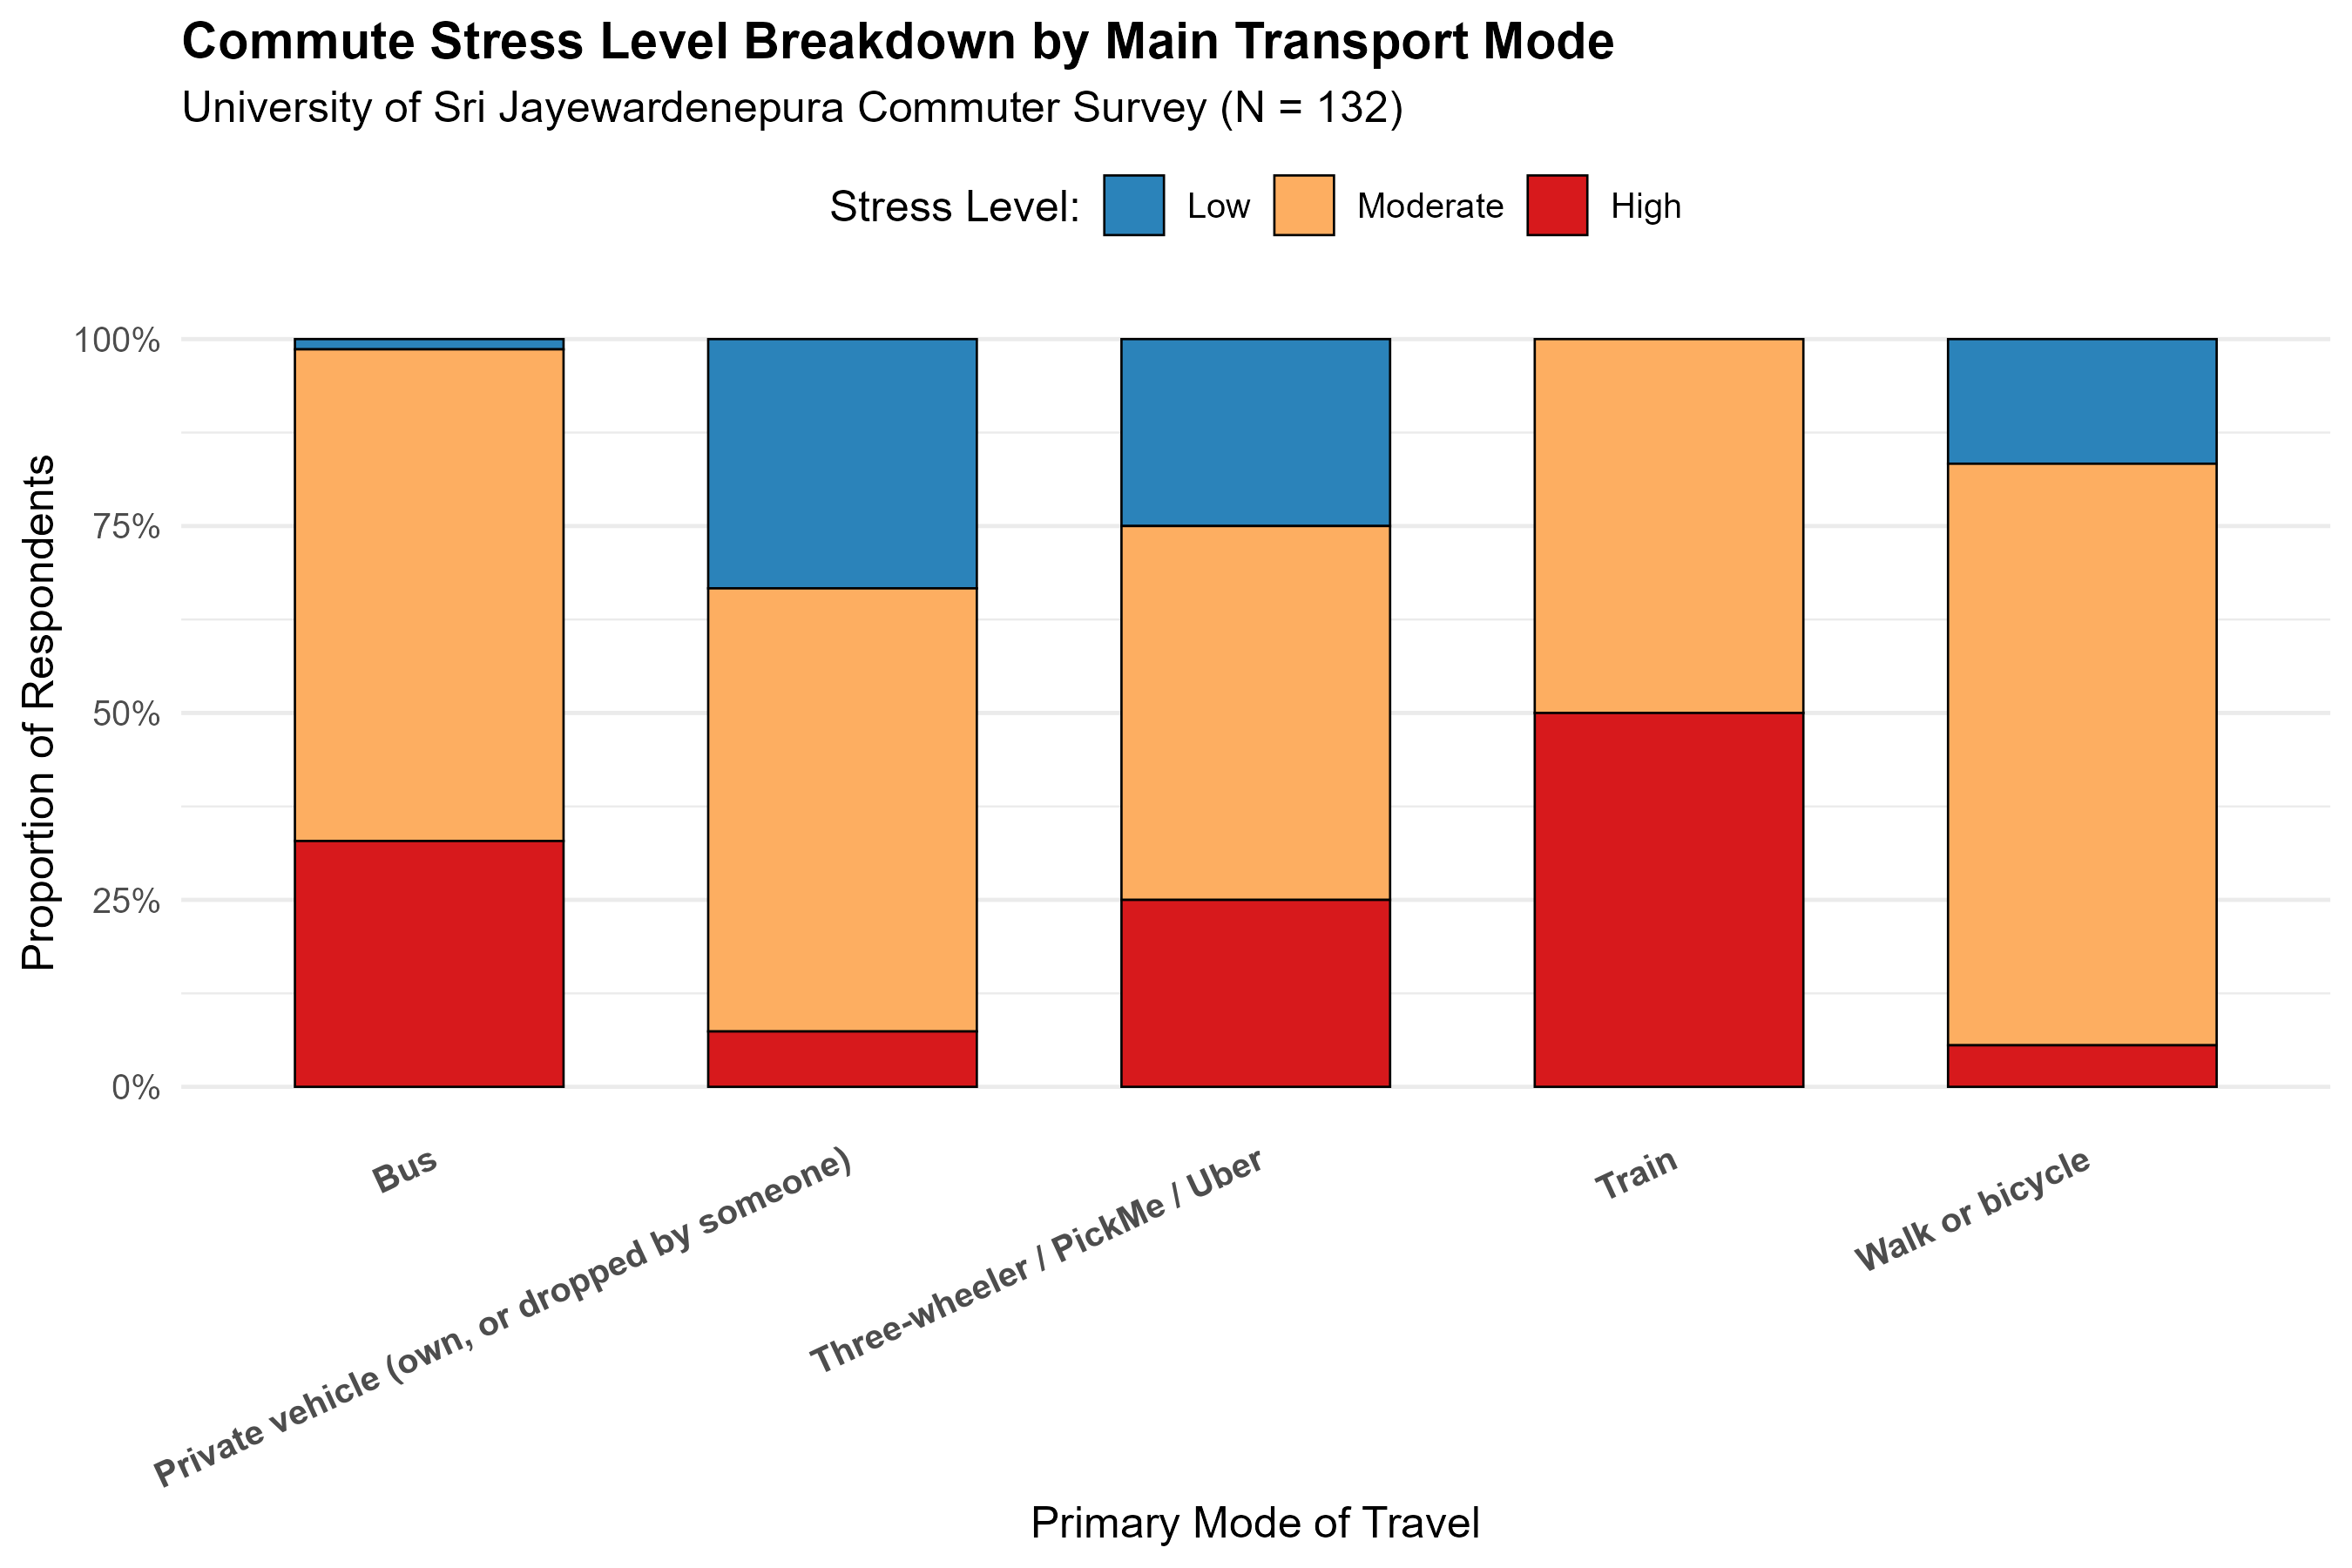 Commute Stress Level Breakdown by Main Transport Mode
University of Sri Jayewardenepura Commuter Survey (N = 132)
Stress Level: Low Moderate High
Proportion of Respondents
100%
75%
50%
25%
0%
Bus
Private vehicle (own, or dropped by someone)
Three-wheeler / PickMe / Uber
Train
Walk or bicycle
Primary Mode of Travel